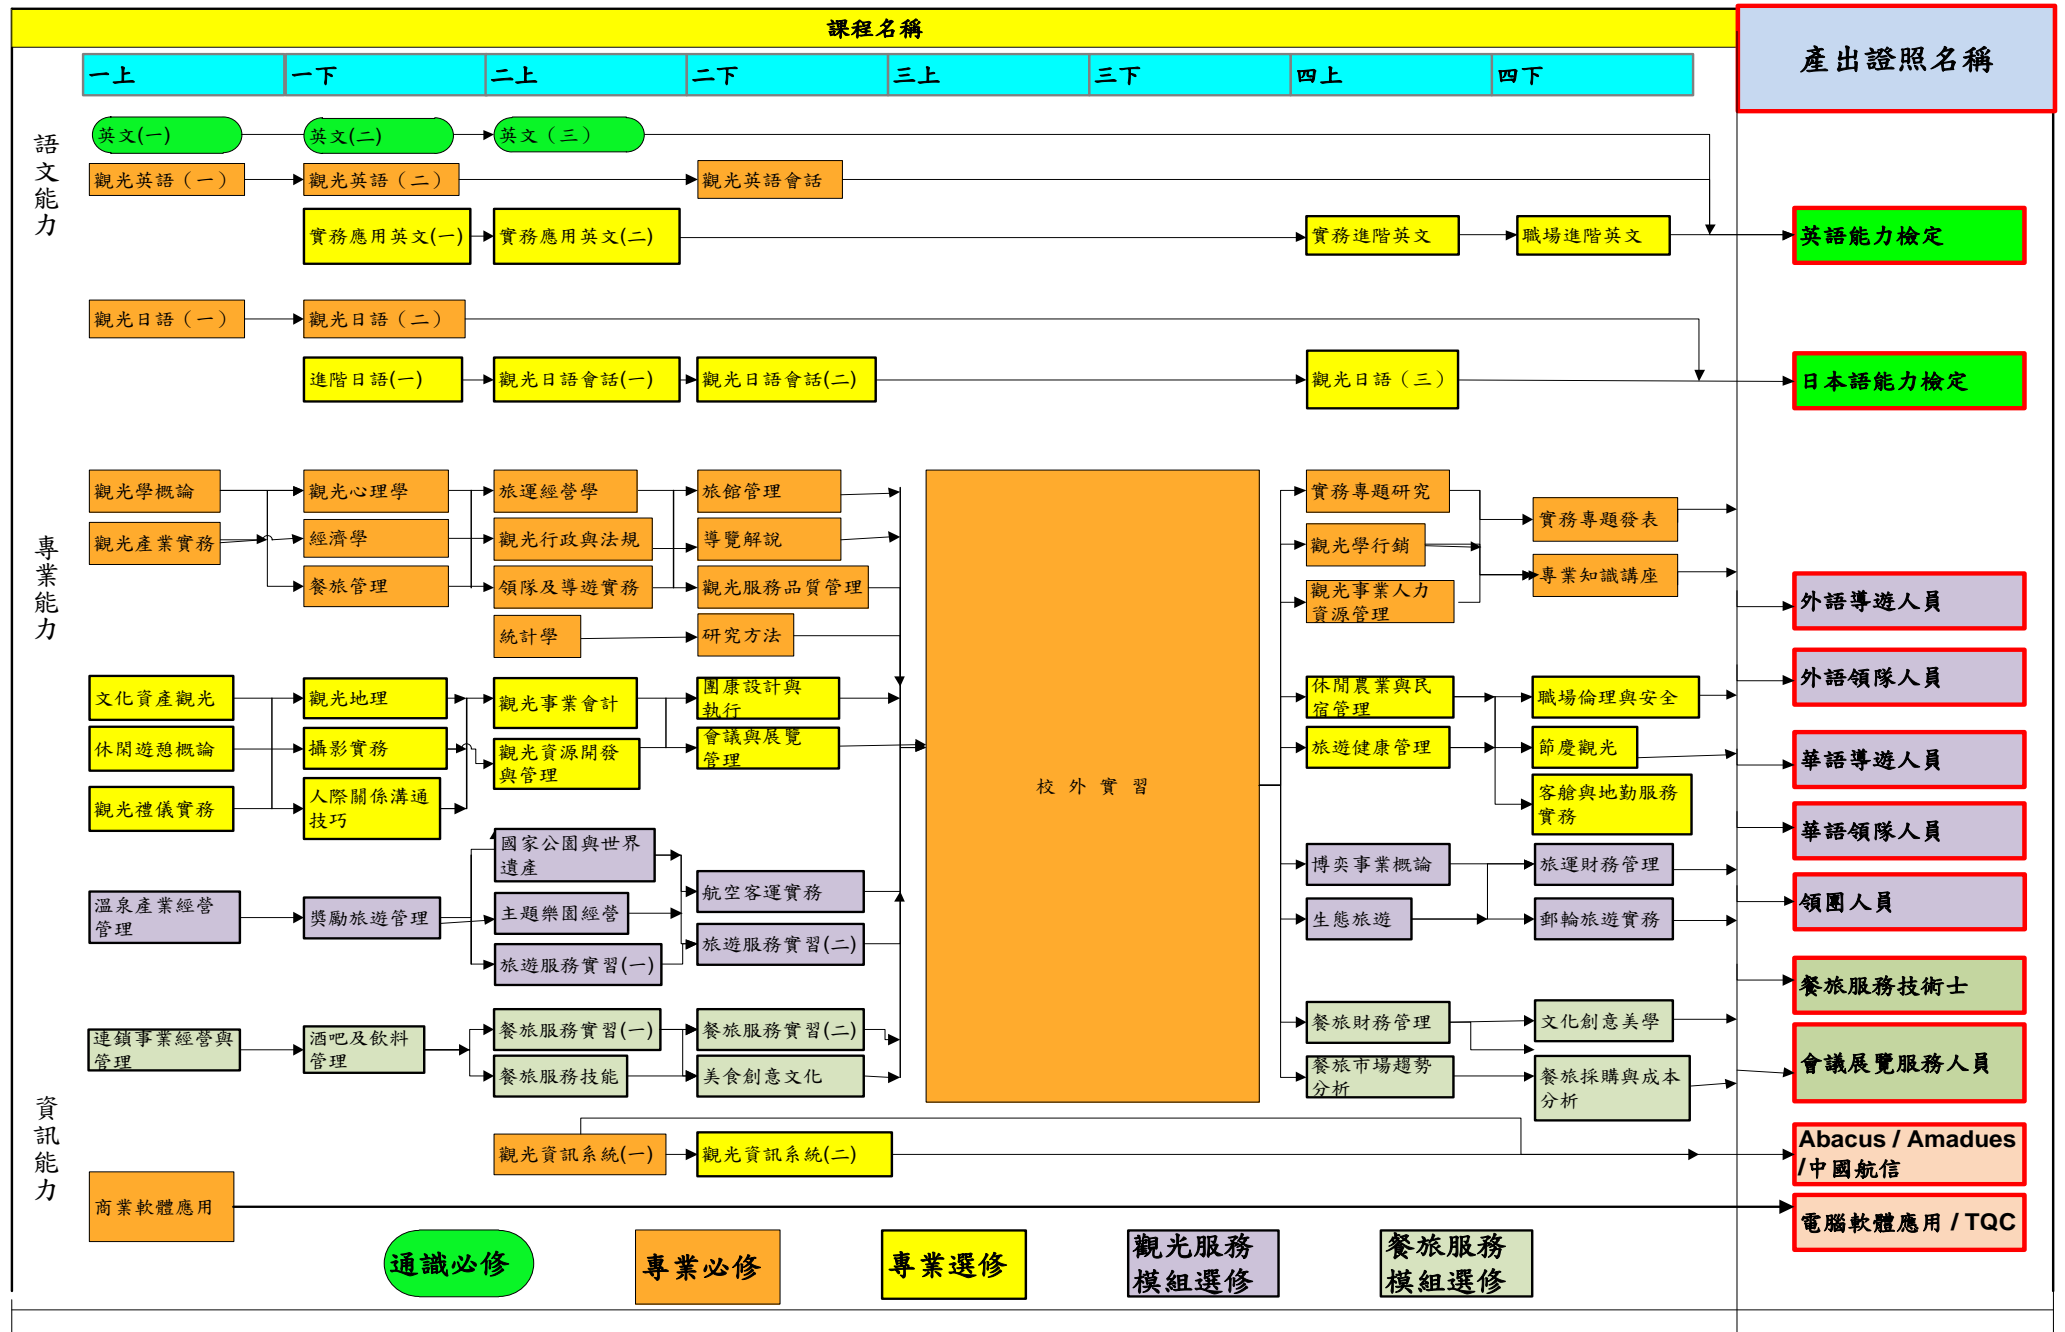 課程名稱
產出證照名稱
一上
一下
二上
二下
三上
三下
四上
四下
語文能力
英文(一)
英文(二)
英文（三）
觀光英語（一）
觀光英語（二）
觀光英語會話
實務應用英文(一)
實務應用英文(二)
實務進階英文
職場進階英文
英語能力檢定
觀光日語（一）
觀光日語（二）
進階日語(一)
觀光日語會話(一)
觀光日語會話(二)
觀光日語（三）
日本語能力檢定
專業能力
觀光學概論
觀光心理學
旅運經營學
旅館管理
實務專題研究
實務專題發表
觀光產業實務
經濟學
觀光行政與法規
導覽解說
觀光學行銷
專業知識講座
餐旅管理
領隊及導遊實務
觀光服務品質管理
觀光事業人力
資源管理
統計學
研究方法
外語導遊人員
文化資產觀光
觀光地理
觀光事業會計
團康設計與
執行
休閒農業與民
宿管理
職場倫理與安全
外語領隊人員
休閑遊憩概論
攝影實務
觀光資源開發
與管理
會議與展覽
管理
校外實習
旅遊健康管理
節慶觀光
華語導遊人員
觀光禮儀實務
人際關係溝通
技巧
客艙與地勤服務
實務
華語領隊人員
國家公園與世界
遺產
博奕事業概論
旅運財務管理
溫泉產業經營
管理
獎勵旅遊管理
主題樂園經營
航空客運實務
生態旅遊
郵輪旅遊實務
領團人員
旅遊服務實習(一)
旅遊服務實習(二)
餐旅服務技術士
連鎖事業經營與
管理
酒吧及飲料
管理
餐旅服務實習(一)
餐旅服務實習(二)
餐旅財務管理
文化創意美學
餐旅服務技能
美食創意文化
餐旅市場趨勢
分析
餐旅採購與成本
分析
會議展覽服務人員
資訊能力
觀光資訊系統(一)
觀光資訊系統(二)
Abacus / Amadues
/中國航信
商業軟體應用
電腦軟體應用 / TQC
通識必修
專業必修
專業選修
觀光服務
模組選修
餐旅服務
模組選修